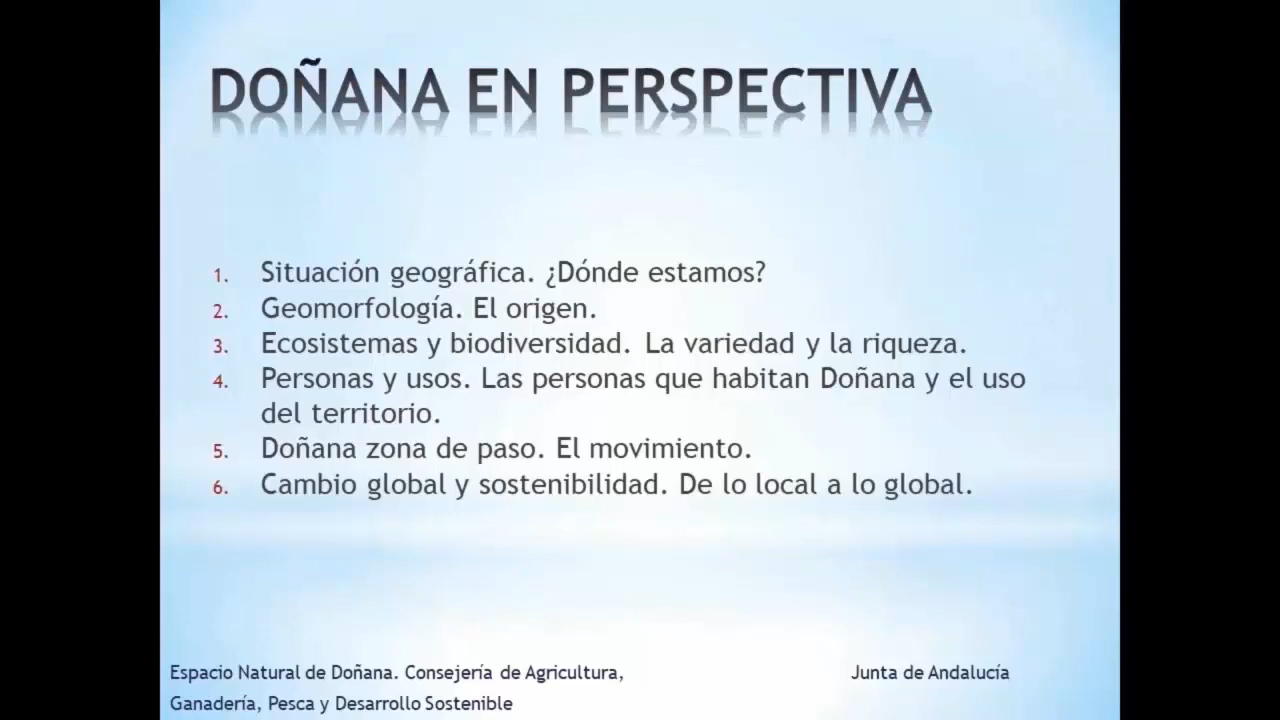 DOÑANA EN PERSPECTIVA
1. Situación geográfica. ¿Dónde estamos?
2. Geomorfología. El origen.
3. Ecosistemas y biodiversidad. La variedad y la riqueza.
4. Personas y usos. Las personas que habitan Doñana y el uso
del territorio.
5. Doñana zona de paso. El movimiento.
6. Cambio global y sostenibilidad. De lo local a lo global.
Espacio Natural de Doñana. Consejería de Agricultura,
Ganadería, Pesca y Desarrollo Sostenible
Junta de Andalucía